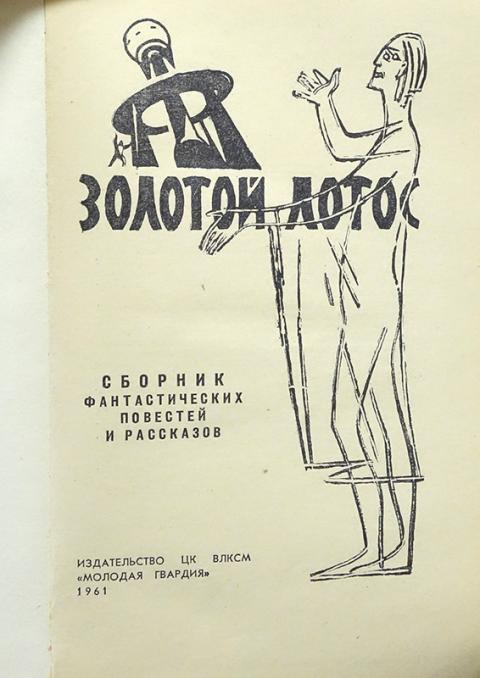 ЗОЛОТОЙ ЛОТОС
СБОРНИК
ФАНТАСТИЧЕСКИХ
ПОВЕСТЕЙ
И РАССКАЗОВ
ИЗДАТЕЛЬСТВО ЦК ВЛКСМ
«МОЛОДАЯ ГВАРДИЯ»
1961